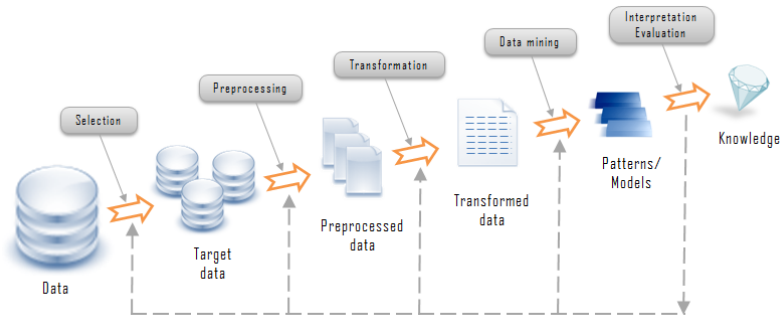 Interpretation
Evaluation
Data mining
Transformation
Preprocessing
Selection
Knowledge
Patterns/
Models
Transformed
data
Preprocessed
data
Target
data
Data